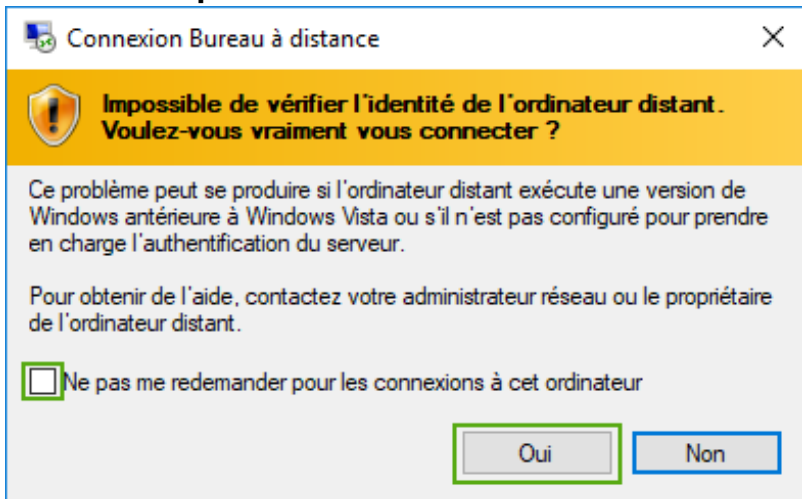 Connexion Bureau à distance
Impossible de vérifier l'identité de l'ordinateur distant.
Voulez-vous vraiment vous connecter ?
Ce problème peut se produire si l'ordinateur distant exécute une version de
Windows antérieure à Windows Vista ou s'il n'est pas configuré pour prendre
en charge l'authentification du serveur.
Pour obtenir de l'aide, contactez votre administrateur réseau ou le propriétaire
de l'ordinateur distant.
Ne pas me redemander pour les connexions à cet ordinateur
Oui
Non